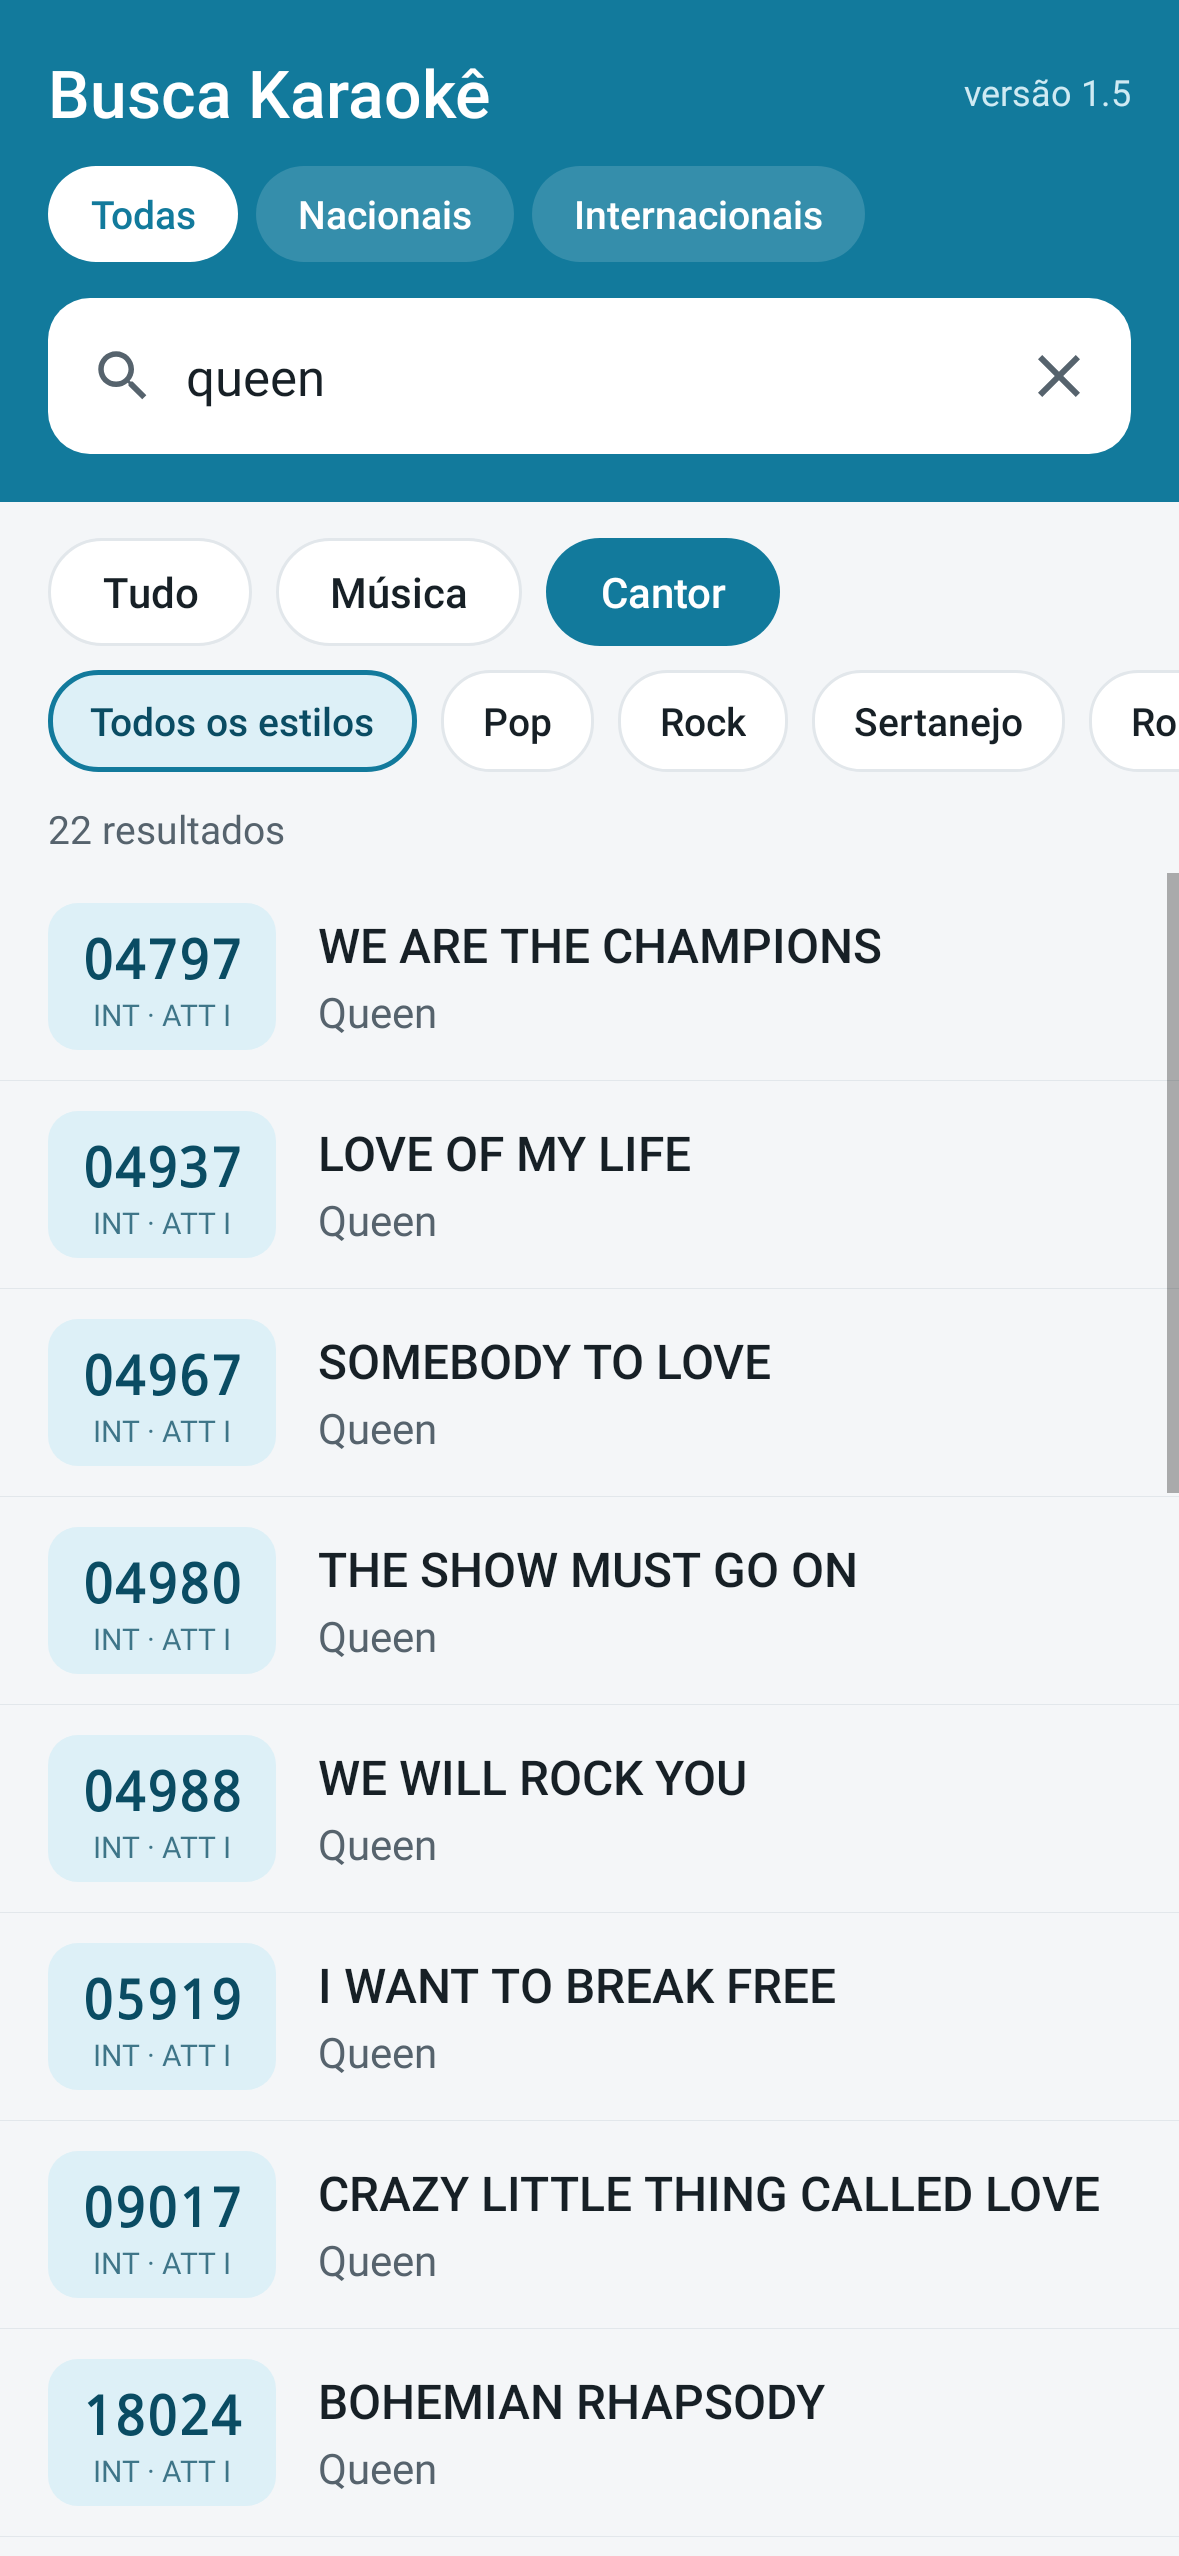 Busca Karaokê
versão 1.5
Todas Nacionais Internacionais
queen
Tudo Música Cantor
Todos os estilos Pop Rock Sertanejo Ro
22 resultados
04797
INT · ATT I
WE ARE THE CHAMPIONS
Queen
04937
INT · ATT I
LOVE OF MY LIFE
Queen
04967
INT · ATT I
SOMEBODY TO LOVE
Queen
04980
INT · ATT I
THE SHOW MUST GO ON
Queen
04988
INT · ATT I
WE WILL ROCK YOU
Queen
05919
INT · ATT I
I WANT TO BREAK FREE
Queen
09017
INT · ATT I
CRAZY LITTLE THING CALLED LOVE
Queen
18024
INT · ATT I
BOHEMIAN RHAPSODY
Queen